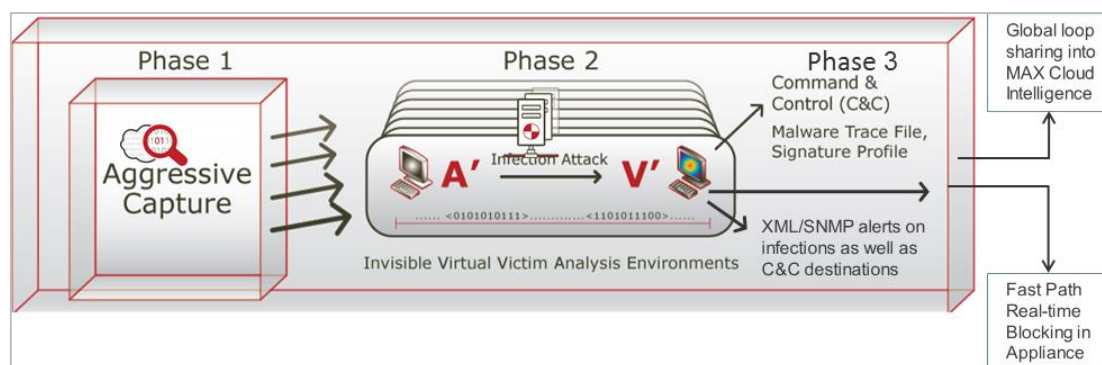 Phase 1
Aggressive
Capture
Phase 2
A'
Infection Attack
V'
...... <0101010111>..............<1101011100>......
Invisible Virtual Victim Analysis Environments
Phase 3
Command &
Control (C&C)
Malware Trace File,
Signature Profile
XML/SNMP alerts on
infections as well as
C&C destinations
Global loop
sharing into
MAX Cloud
Intelligence
Fast Path
Real-time
Blocking in
Appliance